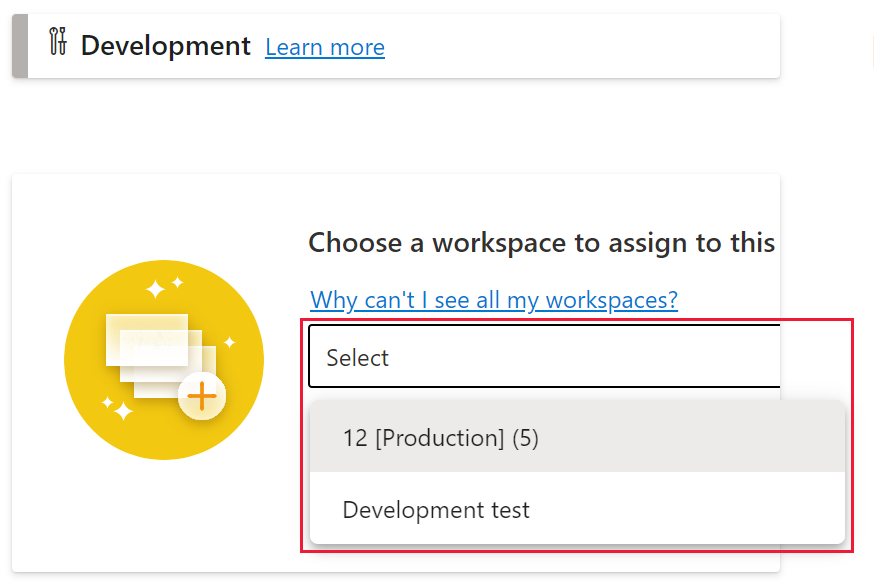 Development Learn more
Choose a workspace to assign to this
Why can't I see all my workspaces?
Select
12 [Production] (5)
Development test